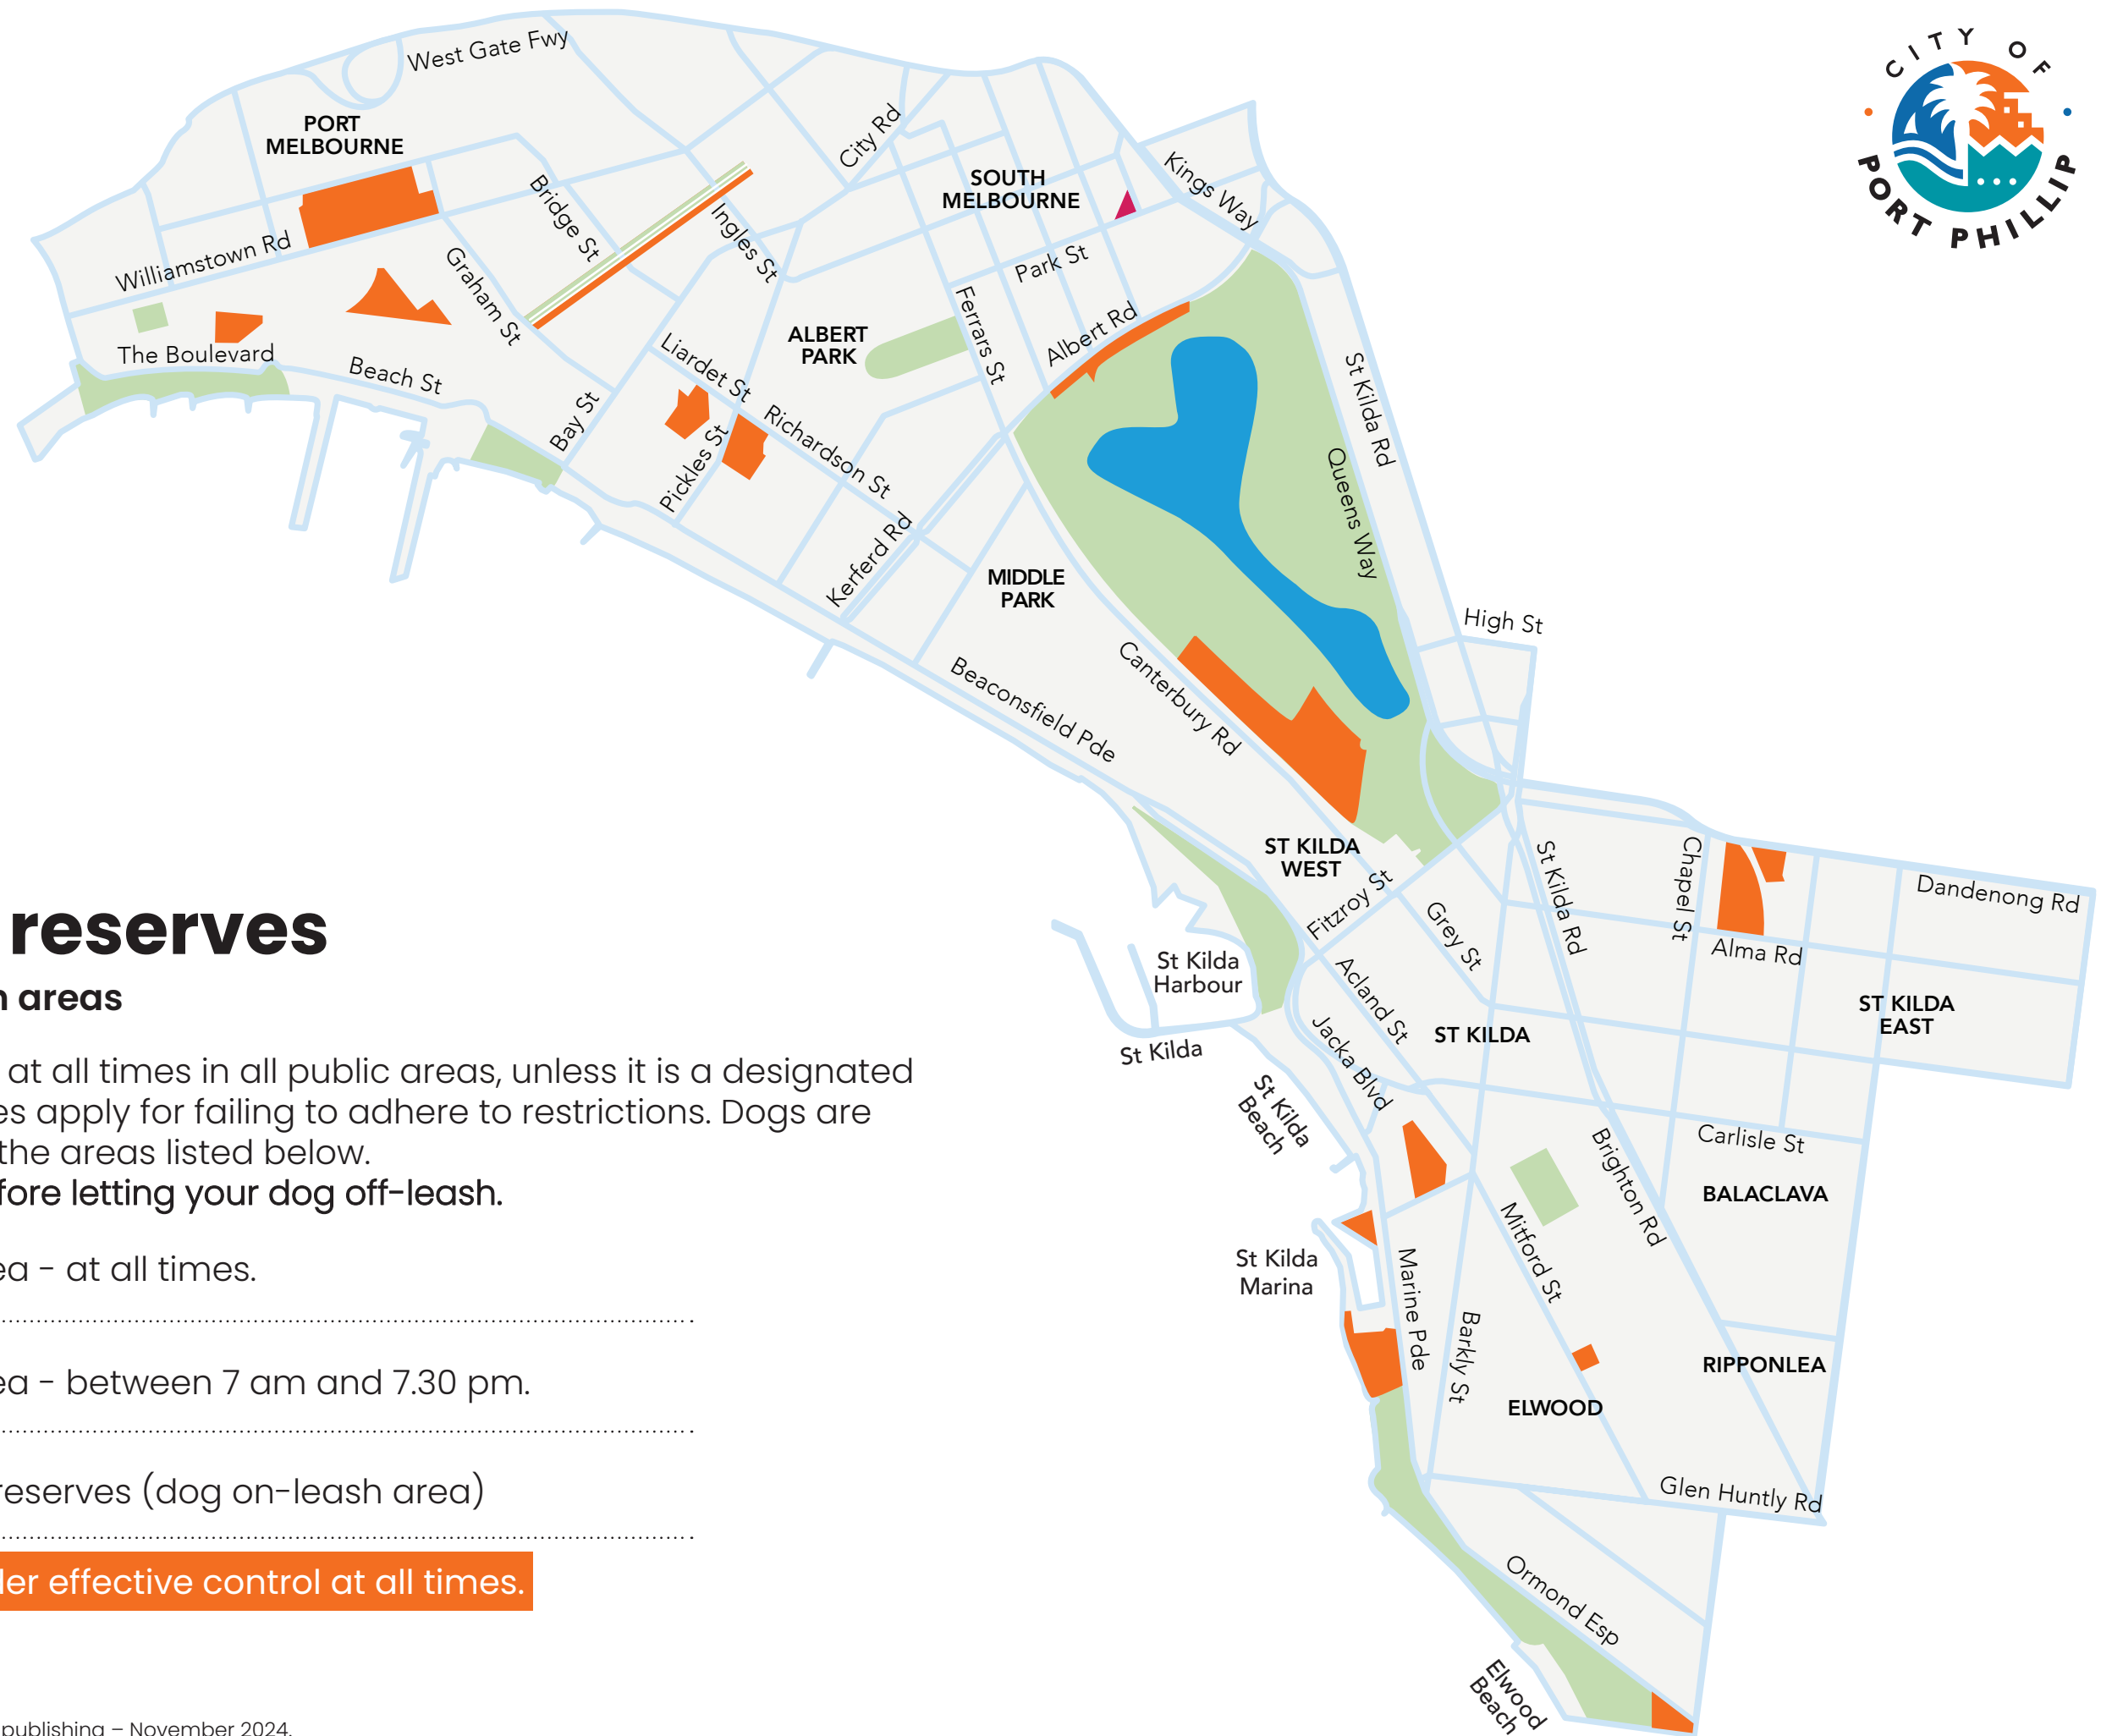 CITY OF
PORT PHILLIP
West Gate Fwy
PORT
MELBOURNE
City Rd
SOUTH
MELBOURNE
Kings Way
Bridge St
Ingles St
Williamstown Rd
Graham St
Park St
Ferrars St
Albert Rd
ALBERT
PARK
The Boulevard
Beach St
Liardet St
St Kilda Rd
Bay St
Pickles St
Richardson St
Queens Way
Kerferd Rd
MIDDLE
PARK
High St
Canterbury Rd
Beaconsfield Pde
ST KILDA
WEST
Fitzroy St
Grey St
St Kilda Rd
Chapel St
Dandenong Rd
Alma Rd
St Kilda
Harbour
Acland St
ST KILDA
EAST
Jacka Blvd
ST KILDA
St Kilda
St Kilda
Beach
Carlisle St
Brighton Rd
BALACLAVA
Mitford St
St Kilda
Marina
Marine Pde
Barkly St
RIPPONLEA
ELWOOD
Glen Huntly Rd
Ormond Esp
Elwood
Beach
reserves
areas
at all times in all public areas, unless it is a designated
apply for failing to adhere to restrictions. Dogs are
the areas listed below.
letting your dog off-leash.
- at all times.
- between 7 am and 7.30 pm.
reserves (dog on-leash area)
effective control at all times.
publishing – November 2024.